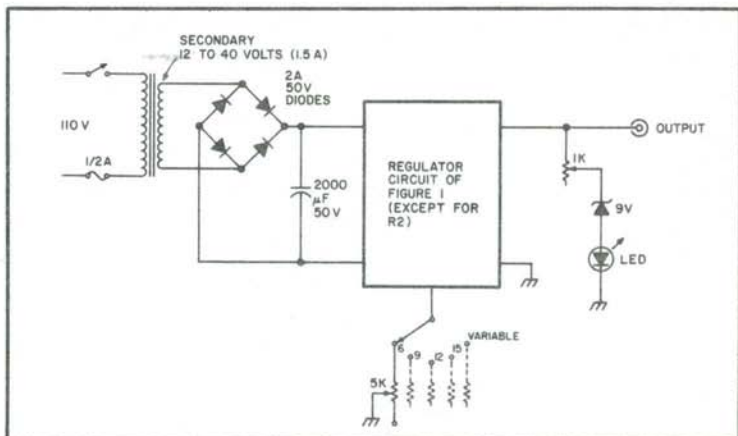 SECONDARY
12 TO 40 VOLTS (1.5 A)
2A
50V
DIODES
110 V
1/2A
2000
µF
50 V
REGULATOR
CIRCUIT OF
FIGURE 1
(EXCEPT FOR
R2)
OUTPUT
1K
9V
LED
VARIABLE
6
9
12
15
5K